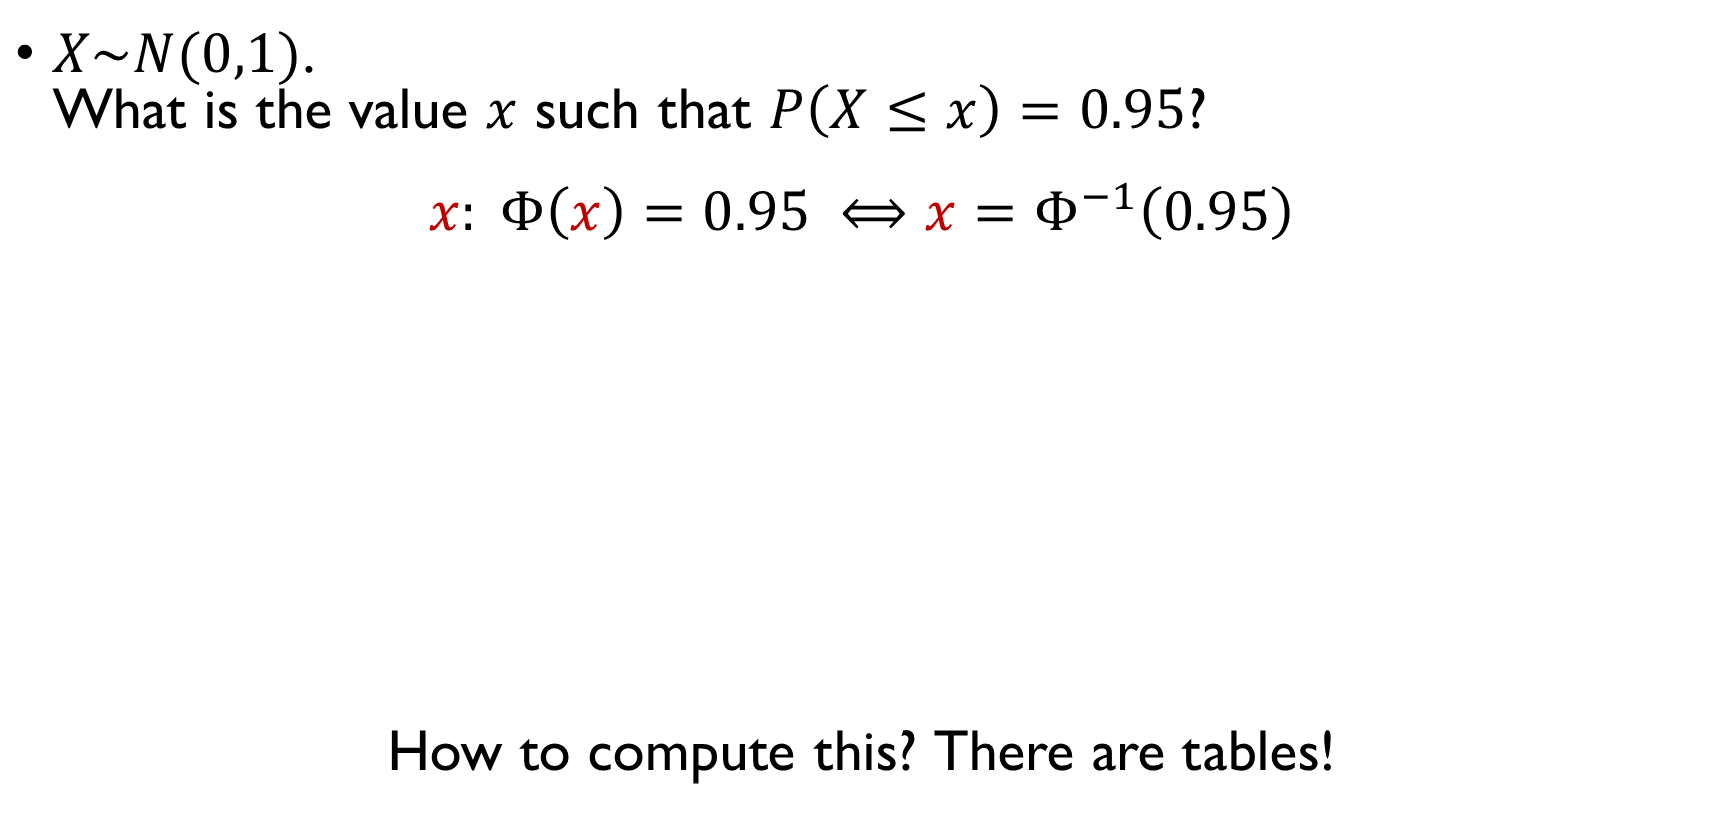 • X~N(0,1).
What is the value x such that P(X ≤ x) = 0.95?
x: Φ(x) = 0.95 ⟺ x = Φ⁻¹(0.95)
How to compute this? There are tables!